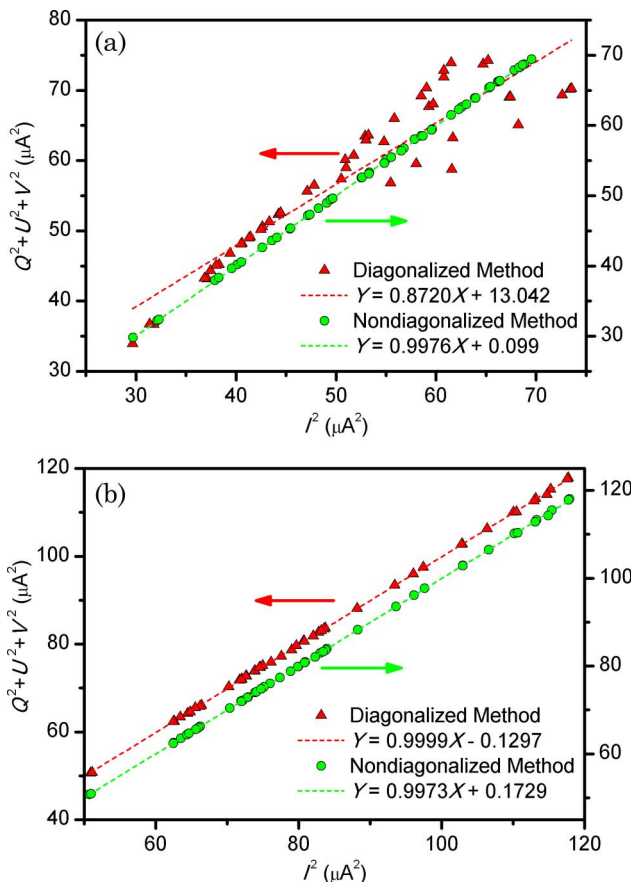 (a)
80
70
60
50
40
30
70
60
50
40
30
Q² + U² + V² (μA²)
Diagonalized Method
Y = 0.8720X + 13.042
Nondiagonalized Method
Y = 0.9976X + 0.099
30 40 50 60 70
I² (μA²)
(b)
120
100
80
60
40
120
100
80
60
Q² + U² + V² (μA²)
Diagonalized Method
Y = 0.9999X - 0.1297
Nondiagonalized Method
Y = 0.9973X + 0.1729
60 80 100 120
I² (μA²)